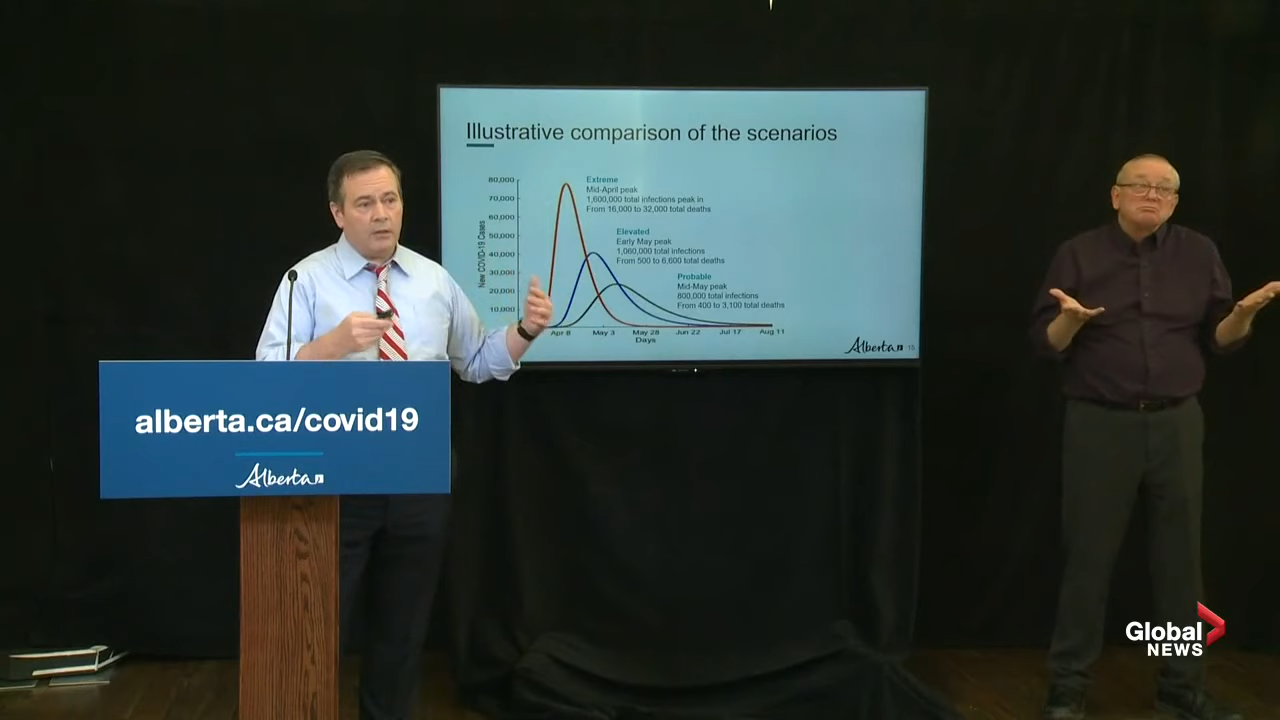 Illustrative comparison of the scenarios
80,000
70,000
60,000
50,000
40,000
30,000
20,000
10,000
New COVID-19 Cases
Extreme
Mid-April peak
1,600,000 total infections peak in
From 16,000 to 32,000 total deaths
Elevated
Early May peak
1,060,000 total infections
From 500 to 6,600 total deaths
Probable
Mid-May peak
800,000 total infections
From 400 to 3,100 total deaths
Apr 8 May 3 May 28 Jun 22 Jul 17 Aug 11
Days
Alberta 15
alberta.ca/covid19
Alberta
Global
NEWS